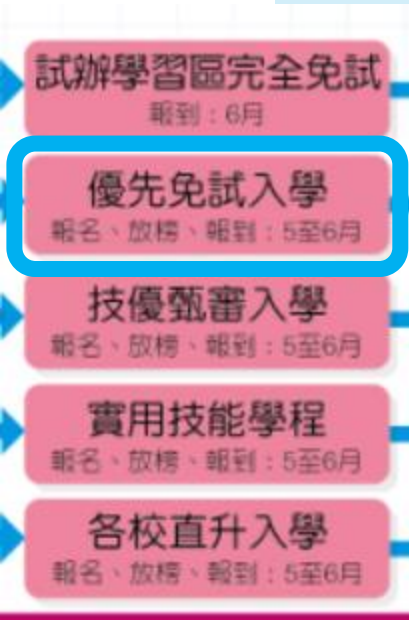 試辦學習區完全免試
報到：6月
優先免試入學
報名、放榜、報到：5至6月
技優甄審入學
報名、放榜、報到：5至6月
實用技能學程
報名、放榜、報到：5至6月
各校直升入學
報名、放榜、報到：5至6月